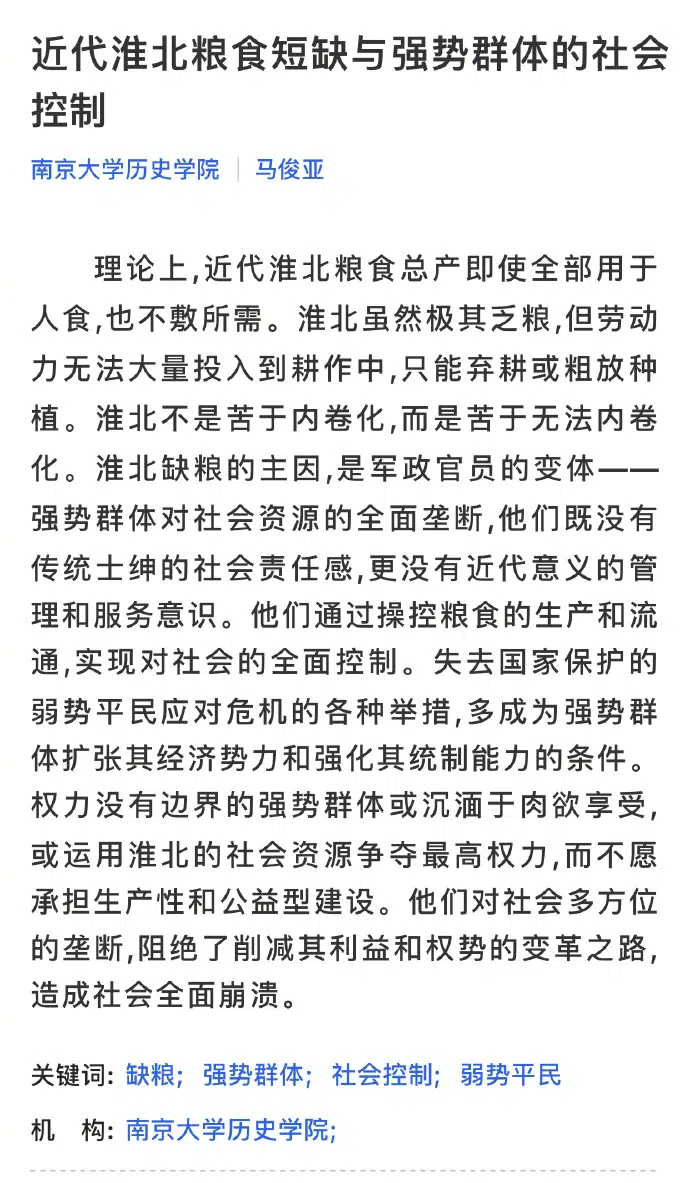 近代淮北粮食短缺与强势群体的社会
控制
南京大学历史学院 | 马俊亚
理论上,近代淮北粮食总产即使全部用于
人食,也不敷所需。淮北虽然极其乏粮,但劳动
力无法大量投入到耕作中,只能弃耕或粗放种
植。淮北不是苦于内卷化,而是苦于无法内卷
化。淮北缺粮的主因,是军政官员的变体——
强势群体对社会资源的全面垄断,他们既没有
传统士绅的社会责任感,更没有近代意义的管
理和服务意识。他们通过操控粮食的生产和流
通,实现对社会的全面控制。失去国家保护的
弱势平民应对危机的各种举措,多成为强势群
体扩张其经济势力和强化其统制能力的条件。
权力没有边界的强势群体或沉湎于肉欲享受,
或运用淮北的社会资源争夺最高权力,而不愿
承担生产性和公益型建设。他们对社会多方位
的垄断,阻绝了削减其利益和权势的变革之路,
造成社会全面崩溃。
关键词: 缺粮; 强势群体; 社会控制; 弱势平民
机 构: 南京大学历史学院;